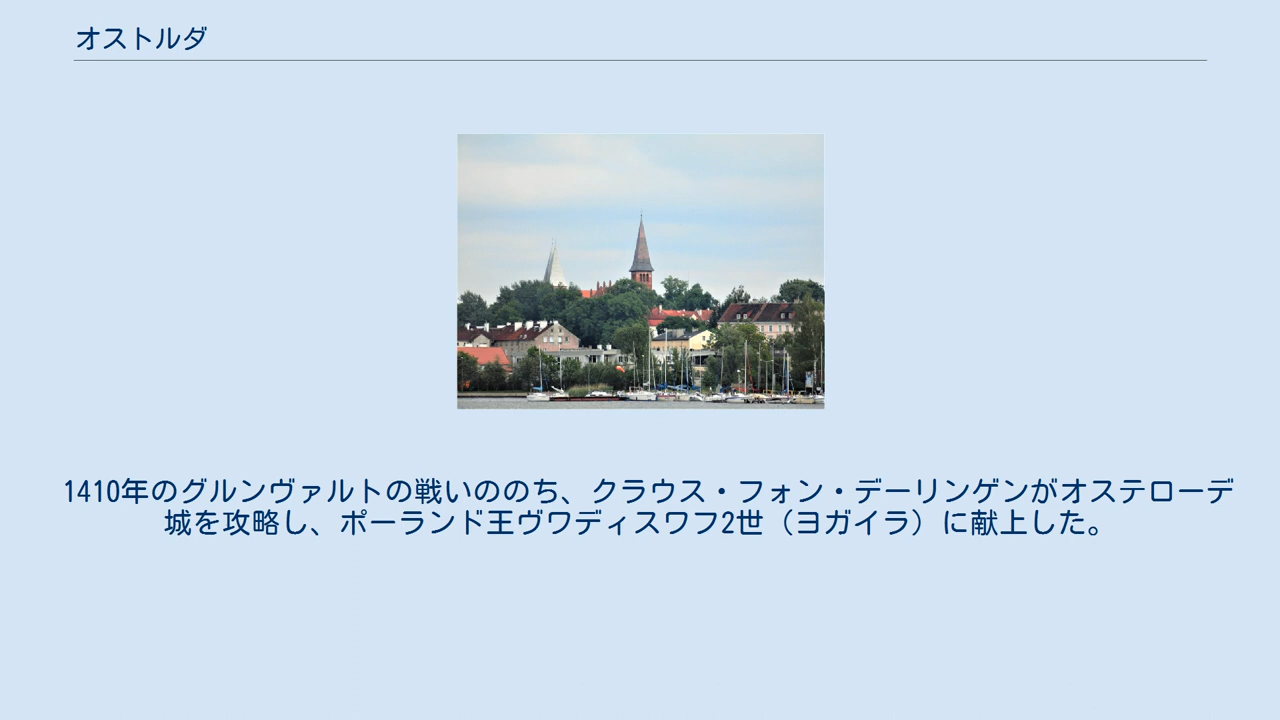 オストルダ
1410年のグルンヴァルトの戦いののち、クラウス・フォン・デーリンゲンがオステローデ
城を攻略し、ポーランド王ヴワディスワフ2世（ヨガイラ）に献上した。